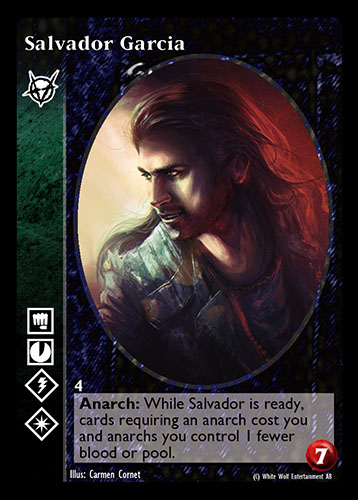 Salvador Garcia
4
Anarch: While Salvador is ready,
cards requiring an anarch cost you
and anarchs you control 1 fewer
blood or pool.
7
Illus: Carmen Cornet
(C) White Wolf Entertainment AB